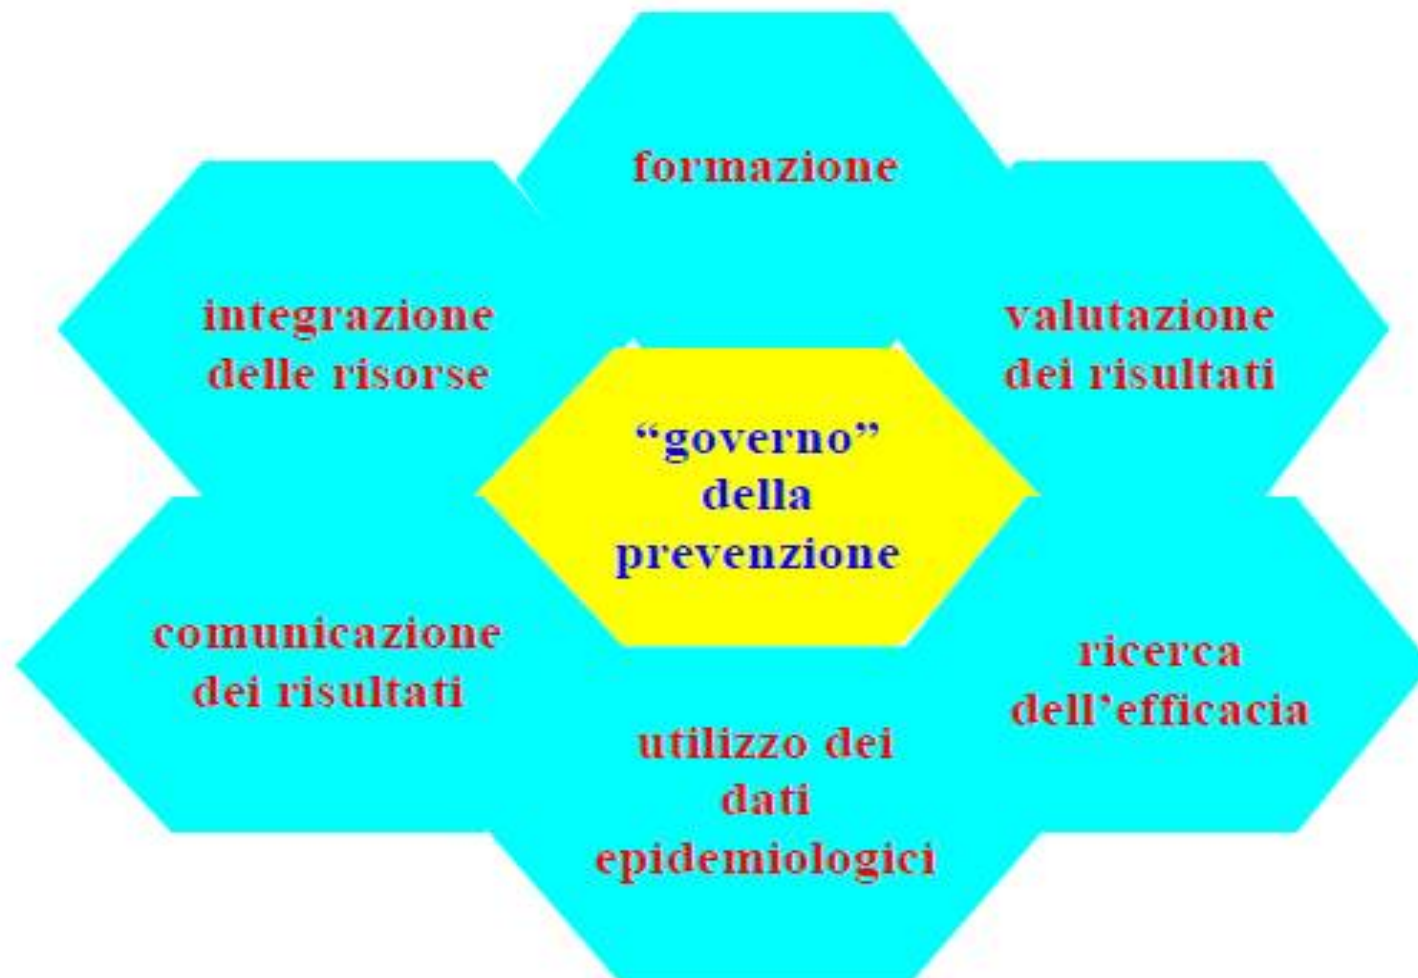 formazione
integrazione
delle risorse
valutazione
dei risultati
“governo”
della
prevenzione
comunicazione
dei risultati
ricerca
dell’efficacia
utilizzo dei
dati
epidemiologici